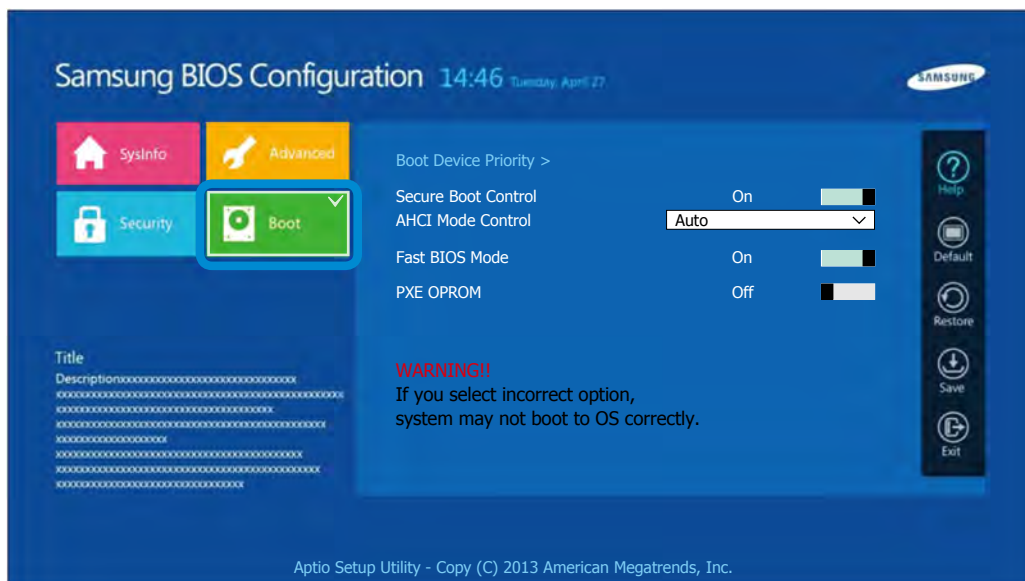 Samsung BIOS Configuration 14:46 Tuesday, April 27
SAMSUNG
SysInfo
Advanced
Security
Boot
Boot Device Priority >
Secure Boot Control On
AHCI Mode Control Auto
Fast BIOS Mode On
PXE OPROM Off
WARNING!!
If you select incorrect option,
system may not boot to OS correctly.
Title
Descriptionxxxxxxxxxxxxxxxxxxxxxxxxxxxxxx
Help
Default
Restore
Save
Exit
Aptio Setup Utility - Copy (C) 2013 American Megatrends, Inc.